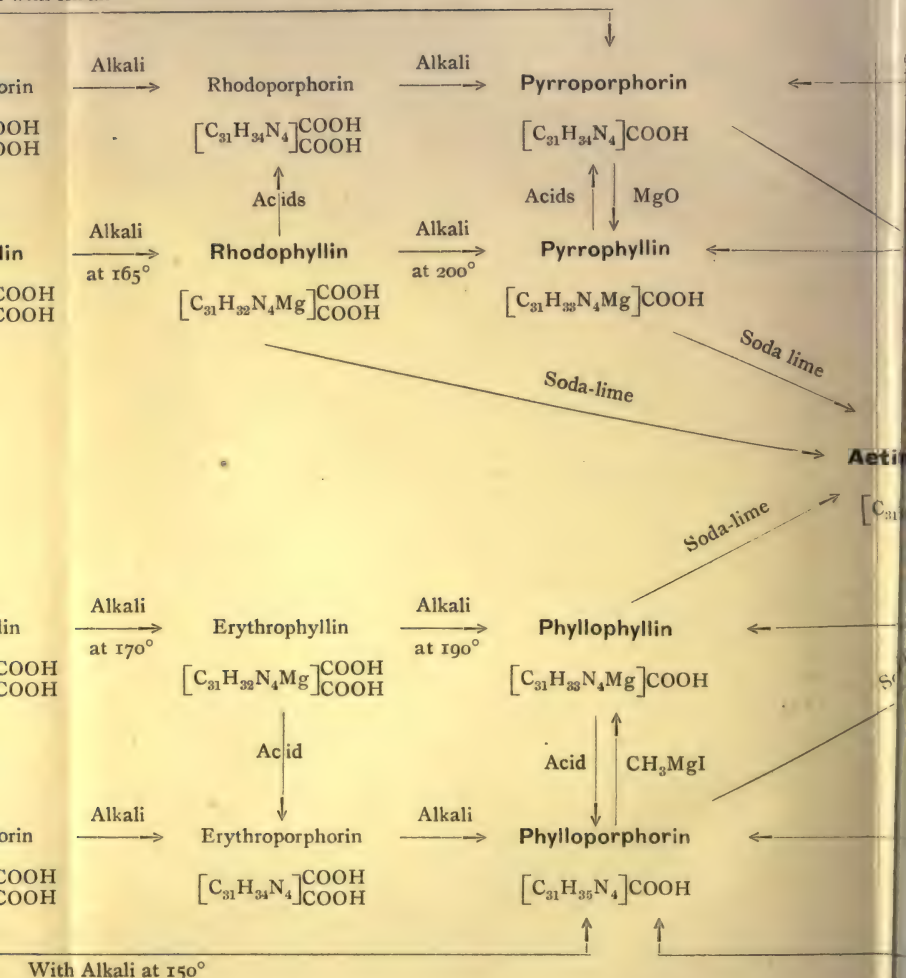 Alkali Alkali
orin Rhodoporphorin Pyrroporphorin
OOH [C₃₁H₃₄N₄]COOH [C₃₁H₃₄N₄]COOH
OOH COOH
Acids Acids MgO
Alkali Alkali
lin Rhodophyllin Pyrrophyllin
at 165° at 200°
COOH [C₃₁H₃₂N₄Mg]COOH [C₃₁H₃₃N₄Mg]COOH
COOH COOH
Soda lime
Soda-lime
Aeti
[C₃₁
Soda-lime
Alkali Alkali
lin Erythrophyllin Phyllophyllin
at 170° at 190°
COOH [C₃₁H₃₂N₄Mg]COOH [C₃₁H₃₃N₄Mg]COOH
COOH COOH
Acid Acid CH₃MgI
Alkali Alkali
orin Erythroporphorin Phylloporphorin
COOH [C₃₁H₃₄N₄]COOH [C₃₁H₃₅N₄]COOH
COOH COOH
With Alkali at 150°